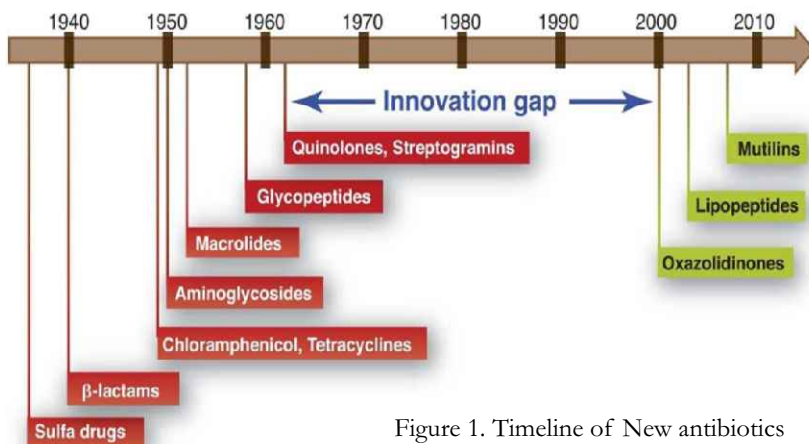 1940 1950 1960 1970 1980 1990 2000 2010
Innovation gap
Quinolones, Streptogramins
Mutilins
Glycopeptides
Lipopeptides
Macrolides
Oxazolidinones
Aminoglycosides
Chloramphenicol, Tetracyclines
β-lactams
Sulfa drugs
Figure 1. Timeline of New antibiotics